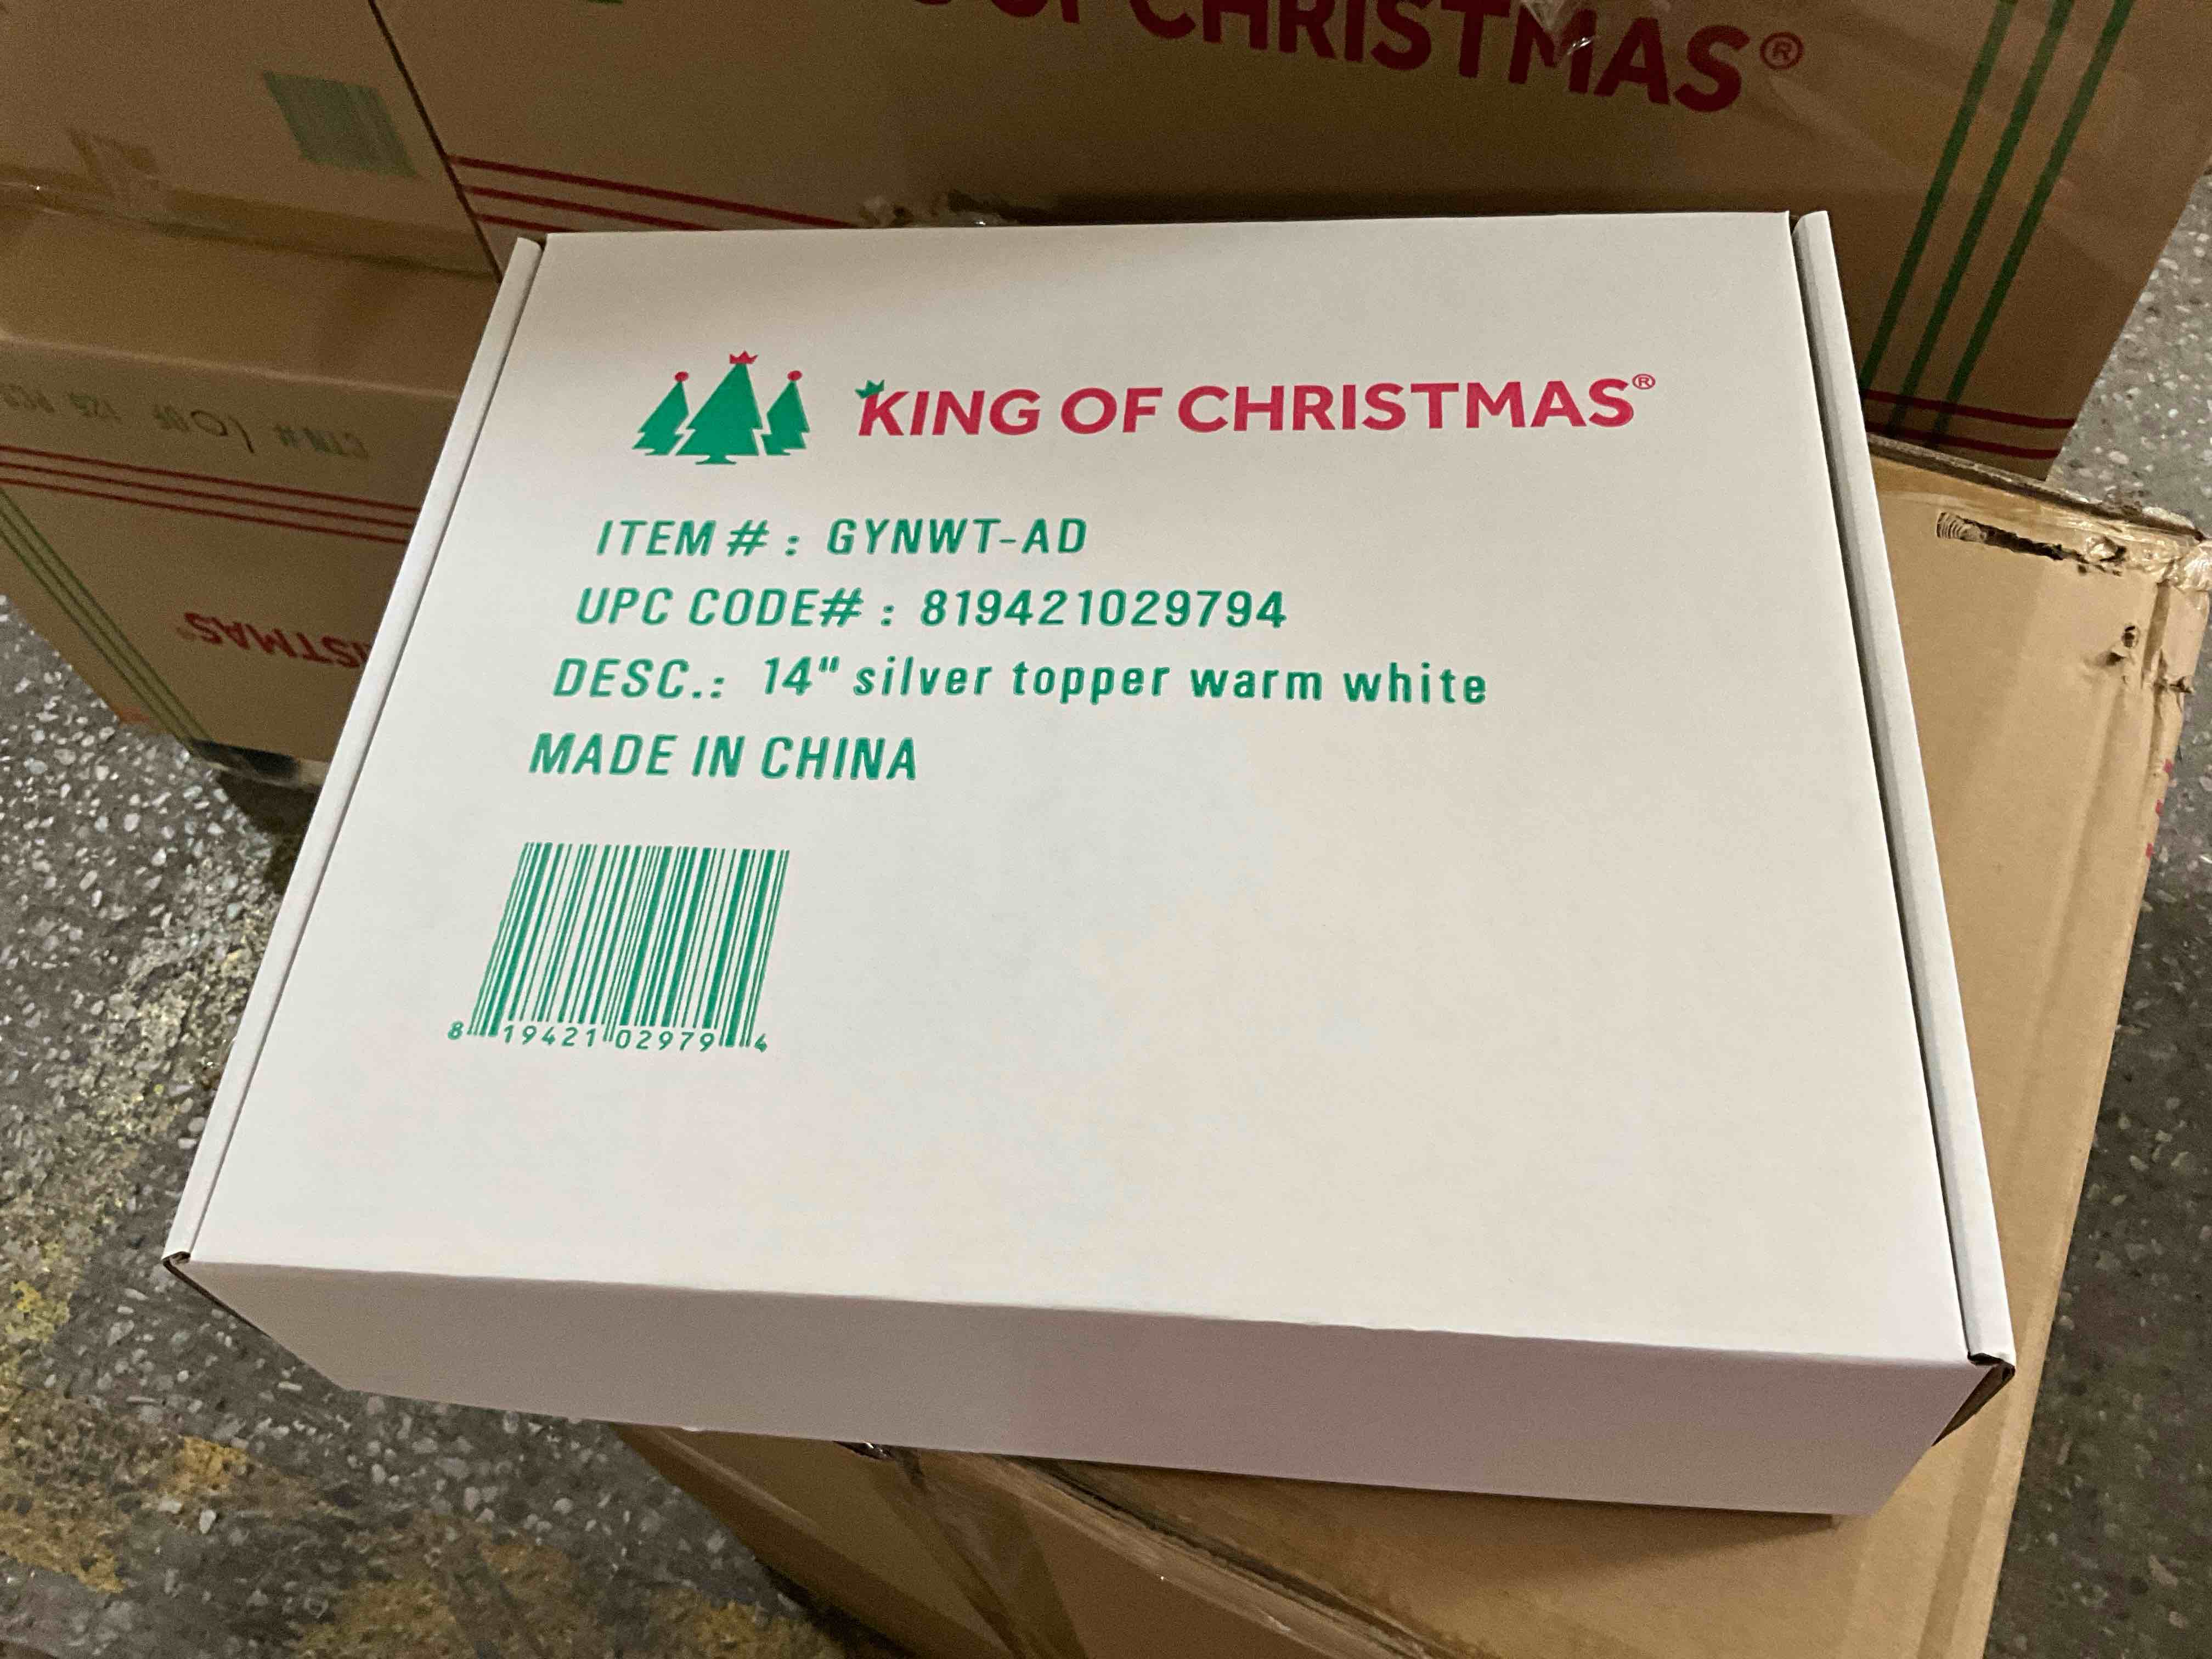 CHRISTMAS®
KING OF CHRISTMAS®
ITEM # : GYNWT-AD
UPC CODE# : 819421029794
DESC.: 14" silver topper warm white
MADE IN CHINA
8 19421 02979 4
CTN #